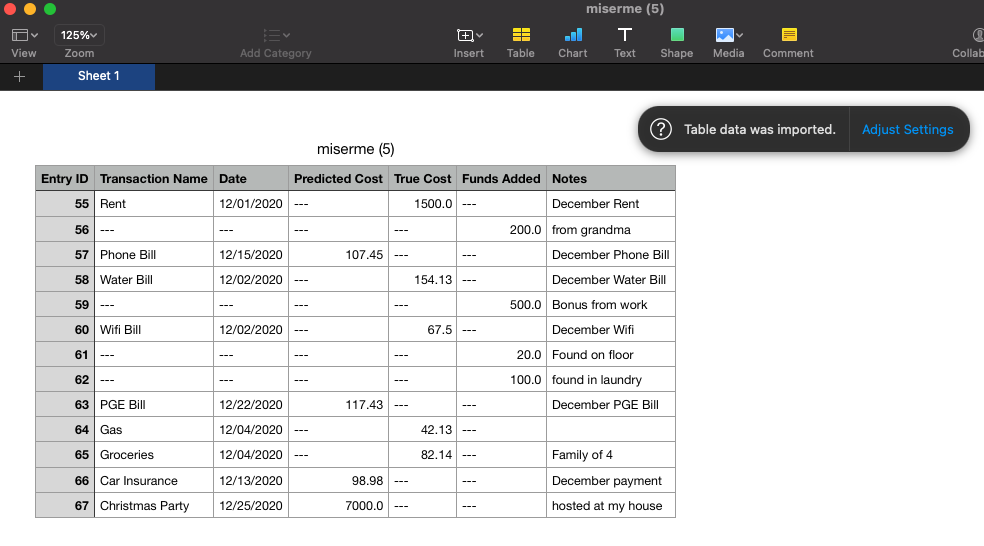 miserme (5)
125%
View Zoom Add Category Insert Table Chart Text Shape Media Comment
+ Sheet 1
? Table data was imported. Adjust Settings
miserme (5)
Entry ID Transaction Name Date Predicted Cost True Cost Funds Added Notes
55 Rent 12/01/2020 --- 1500.0 --- December Rent
56 --- --- --- --- 200.0 from grandma
57 Phone Bill 12/15/2020 107.45 --- --- December Phone Bill
58 Water Bill 12/02/2020 --- 154.13 --- December Water Bill
59 --- --- --- --- 500.0 Bonus from work
60 Wifi Bill 12/02/2020 --- 67.5 --- December Wifi
61 --- --- --- --- 20.0 Found on floor
62 --- --- --- --- 100.0 found in laundry
63 PGE Bill 12/22/2020 117.43 --- --- December PGE Bill
64 Gas 12/04/2020 --- 42.13 ---
65 Groceries 12/04/2020 --- 82.14 --- Family of 4
66 Car Insurance 12/13/2020 98.98 --- --- December payment
67 Christmas Party 12/25/2020 7000.0 --- --- hosted at my house